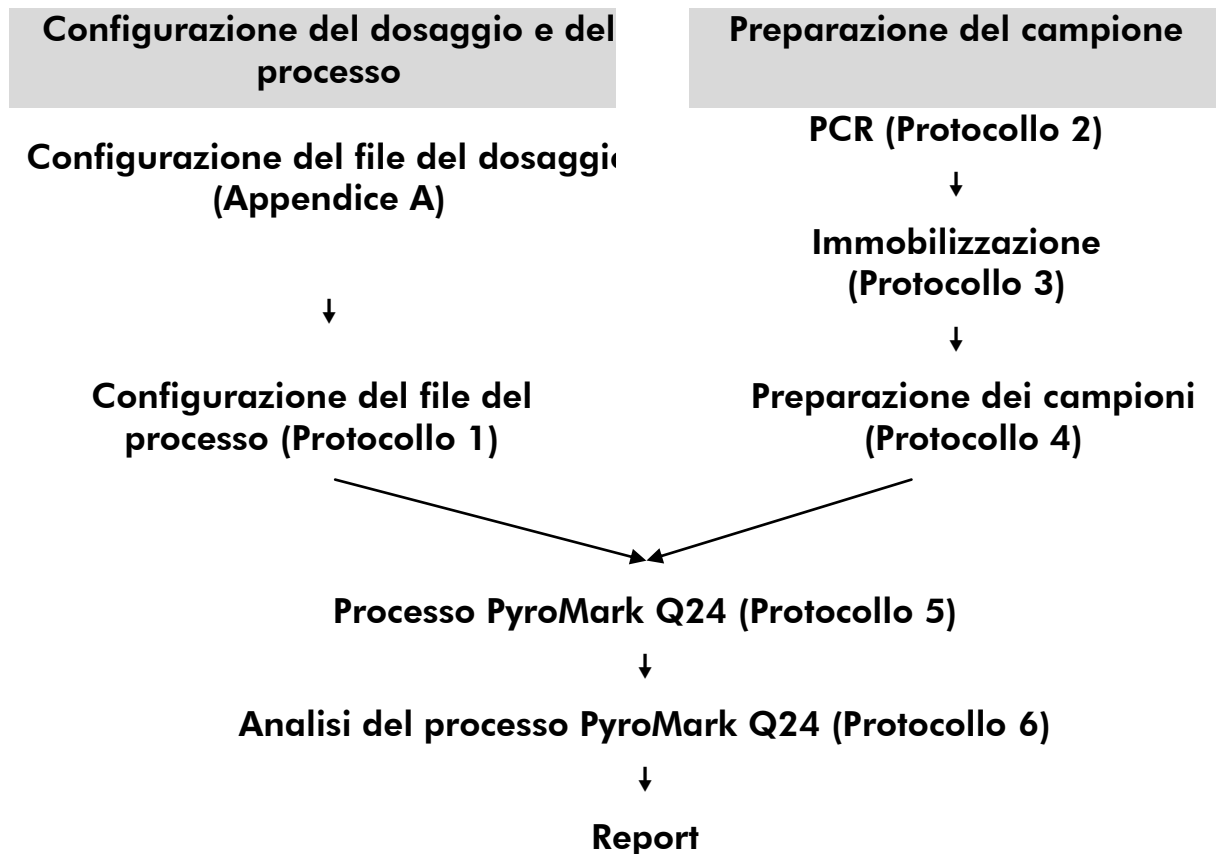 Configurazione del dosaggio e del
processo
Configurazione del file del dosaggio
(Appendice A)
Configurazione del file del
processo (Protocollo 1)
Preparazione del campione
PCR (Protocollo 2)
Immobilizzazione
(Protocollo 3)
Preparazione dei campioni
(Protocollo 4)
Processo PyroMark Q24 (Protocollo 5)
Analisi del processo PyroMark Q24 (Protocollo 6)
Report